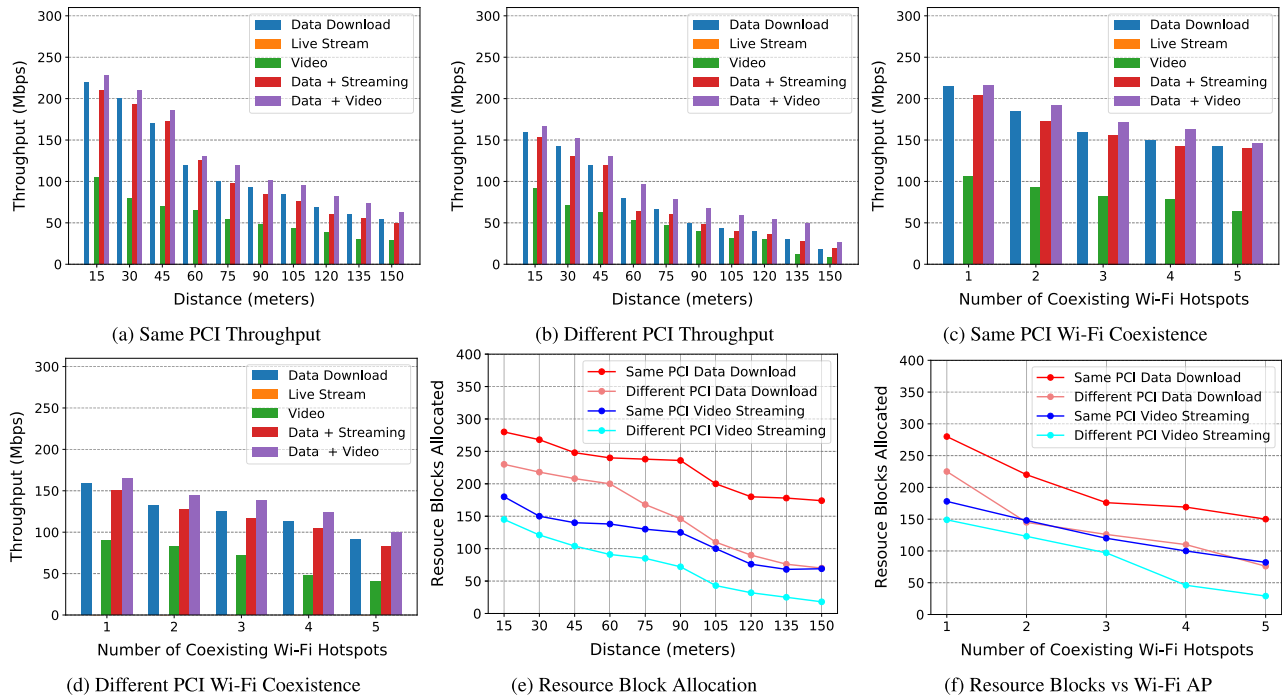 300
250
200
150
100
50
0
Throughput (Mbps)
Data Download
Live Stream
Video
Data + Streaming
Data + Video
15 30 45 60 75 90 105 120 135 150
Distance (meters)
(a) Same PCI Throughput
300
250
200
150
100
50
0
Throughput (Mbps)
Data Download
Live Stream
Video
Data + Streaming
Data + Video
15 30 45 60 75 90 105 120 135 150
Distance (meters)
(b) Different PCI Throughput
300
250
200
150
100
50
0
Throughput (Mbps)
Data Download
Live Stream
Video
Data + Streaming
Data + Video
1 2 3 4 5
Number of Coexisting Wi-Fi Hotspots
(c) Same PCI Wi-Fi Coexistence
300
250
200
150
100
50
0
Throughput (Mbps)
Data Download
Live Stream
Video
Data + Streaming
Data + Video
1 2 3 4 5
Number of Coexisting Wi-Fi Hotspots
(d) Different PCI Wi-Fi Coexistence
400
350
300
250
200
150
100
50
0
Resouce Blocks Allocated
Same PCI Data Download
Different PCI Data Download
Same PCI Video Streaming
Different PCI Video Streaming
15 30 45 60 75 90 105 120 135 150
Distance (meters)
(e) Resource Block Allocation
400
350
300
250
200
150
100
50
0
Resouce Blocks Allocated
Same PCI Data Download
Different PCI Data Download
Same PCI Video Streaming
Different PCI Video Streaming
1 2 3 4 5
Number of Coexisting Wi-Fi Hotspots
(f) Resource Blocks vs Wi-Fi AP